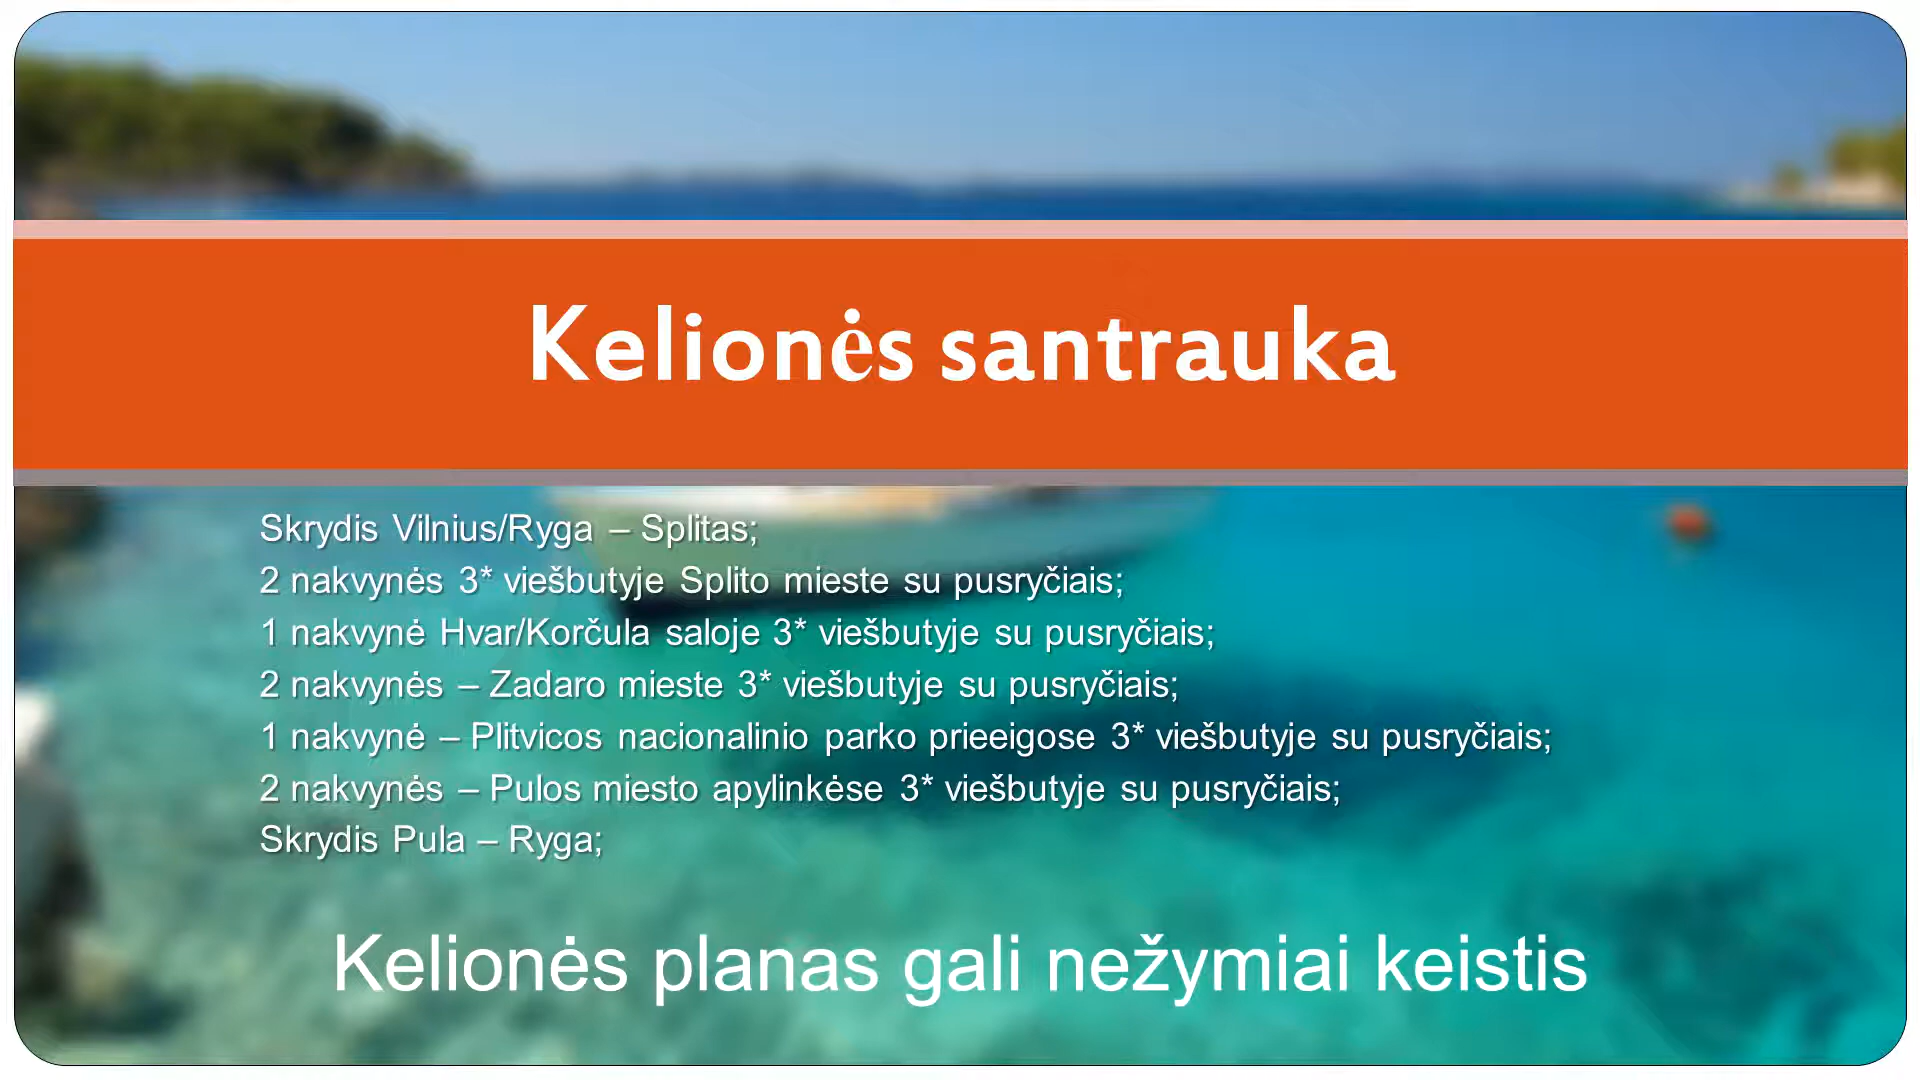 Kelionės santrauka
Skrydis Vilnius/Ryga – Splitas;
2 nakvynės 3* viešbutyje Splito mieste su pusryčiais;
1 nakvynė Hvar/Korčula saloje 3* viešbutyje su pusryčiais;
2 nakvynės – Zadaro mieste 3* viešbutyje su pusryčiais;
1 nakvynė – Plitvicos nacionalinio parko prieeigose 3* viešbutyje su pusryčiais;
2 nakvynės – Pulos miesto apylinkėse 3* viešbutyje su pusryčiais;
Skrydis Pula – Ryga;
Kelionės planas gali nežymiai keistis